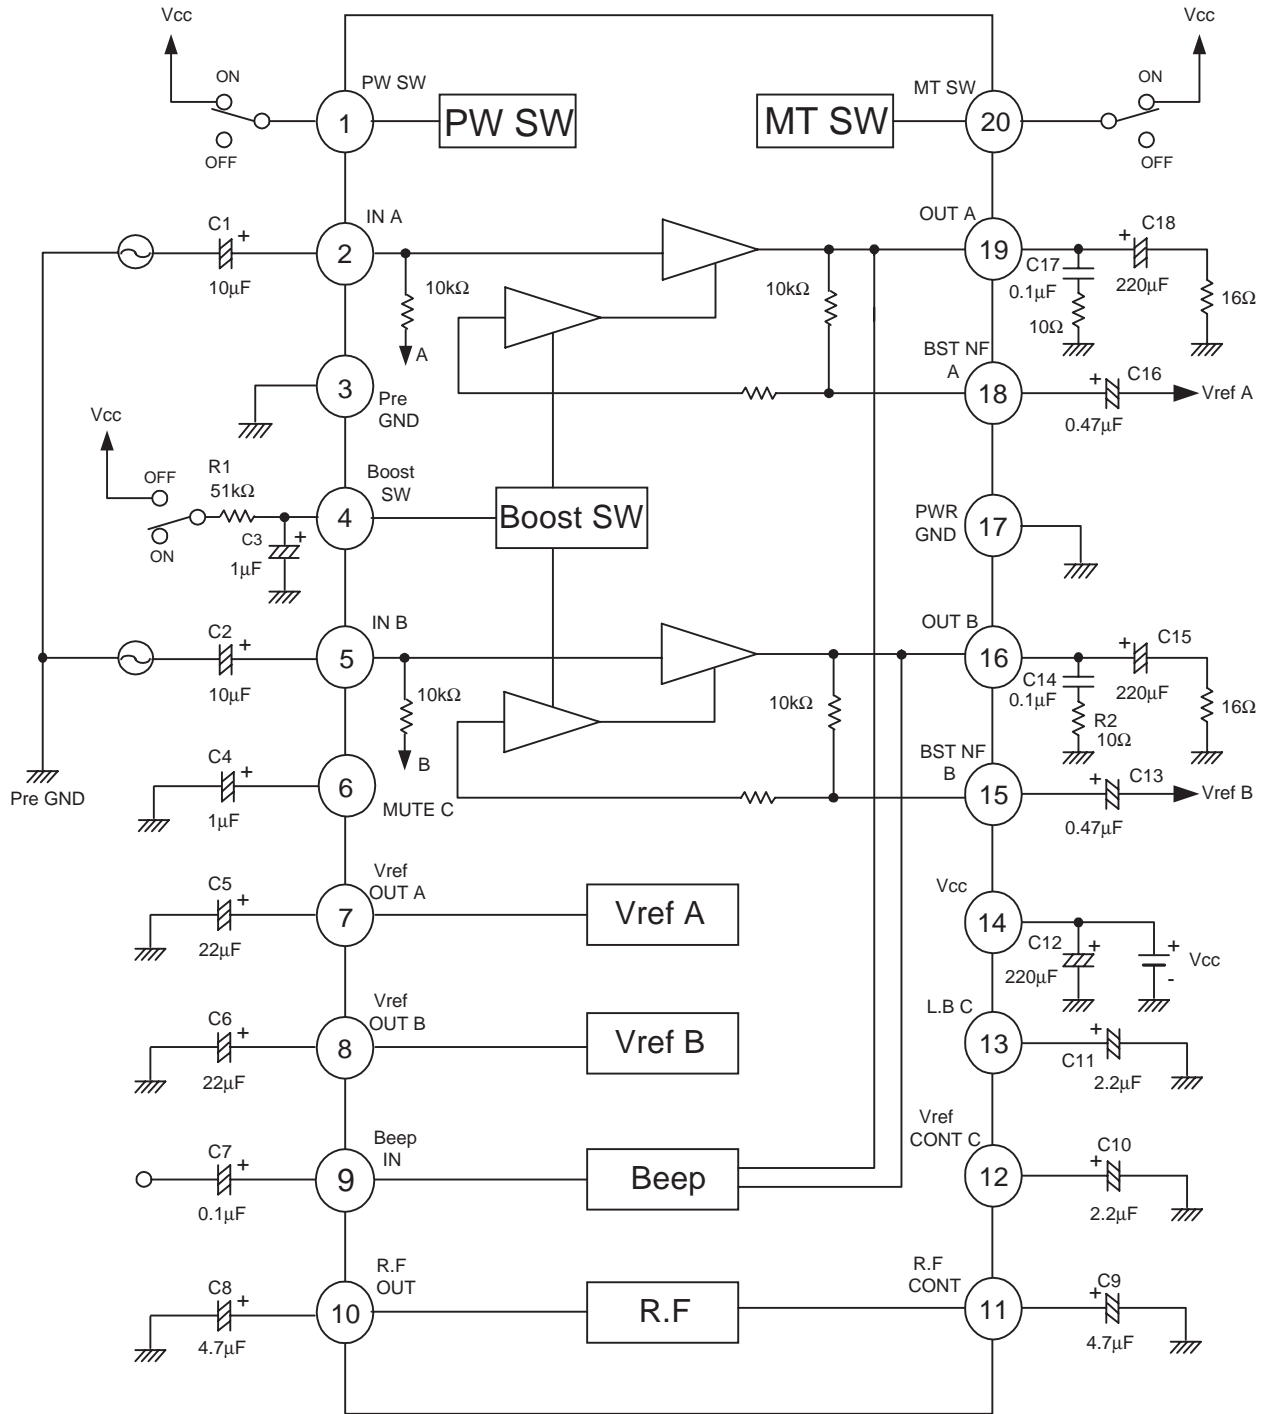 Vcc
Vcc
ON
PW SW
MT SW
ON
1
PW SW
MT SW
20
OFF
OFF
C1
+
IN A
OUT A
+
C18
2
19
C17
10µF
10kΩ
10kΩ
0.1µF
220µF
16Ω
10Ω
A
BST NF
A
3
Pre
GND
18
+
C16
Vref A
0.47µF
Vcc
OFF
R1
51kΩ
Boost
SW
4
Boost SW
PWR
GND
17
ON
C3
+
1µF
C2
+
IN B
OUT B
+
C15
5
16
C14
10µF
10kΩ
10kΩ
0.1µF
220µF
16Ω
R2
10Ω
B
BST NF
B
C4
+
6
Pre GND
1µF
MUTE C
15
+
C13
Vref B
0.47µF
C5
+
Vref
OUT A
7
Vref A
22µF
Vcc
14
C12
+
220µF
+
Vcc
-
C6
+
Vref
OUT B
8
Vref B
22µF
L.B C
13
+
C11
2.2µF
C7
+
Beep
IN
9
Beep
0.1µF
Vref
CONT C
12
+
C10
2.2µF
C8
+
R.F
OUT
10
R.F
4.7µF
R.F
CONT
11
+
C9
4.7µF